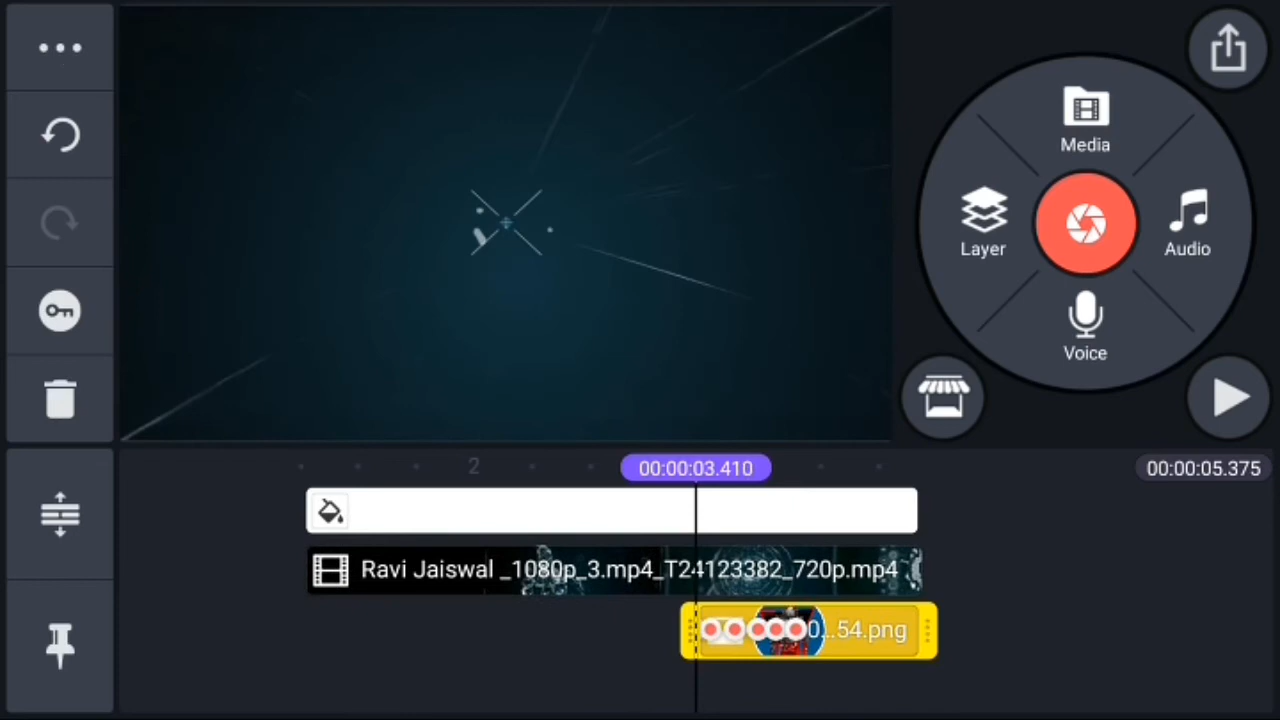 Media
Layer
Audio
Voice
2
00:00:03.410
00:00:05.375
Ravi Jaiswal _1080p_3.mp4_T24123382_720p.mp4
0...54.png